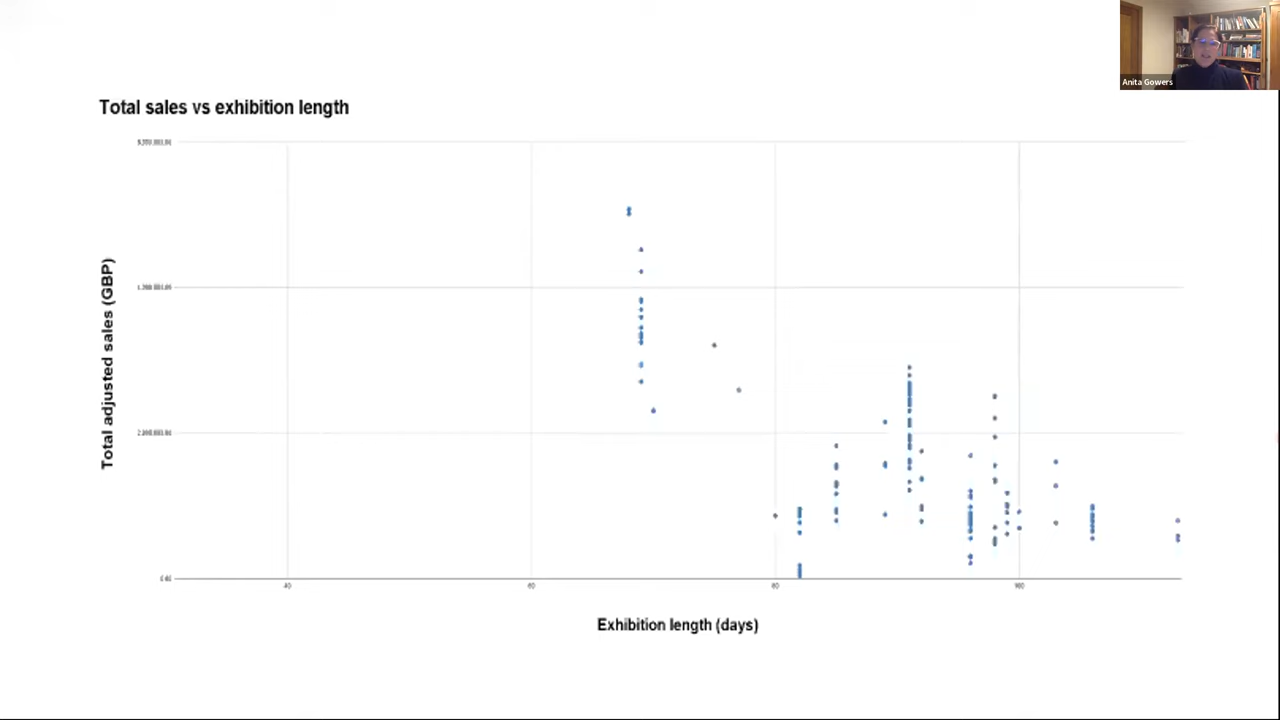 Anita Gowers
Total sales vs exhibition length
Total adjusted sales (GBP)
40
60
80
100
Exhibition length (days)